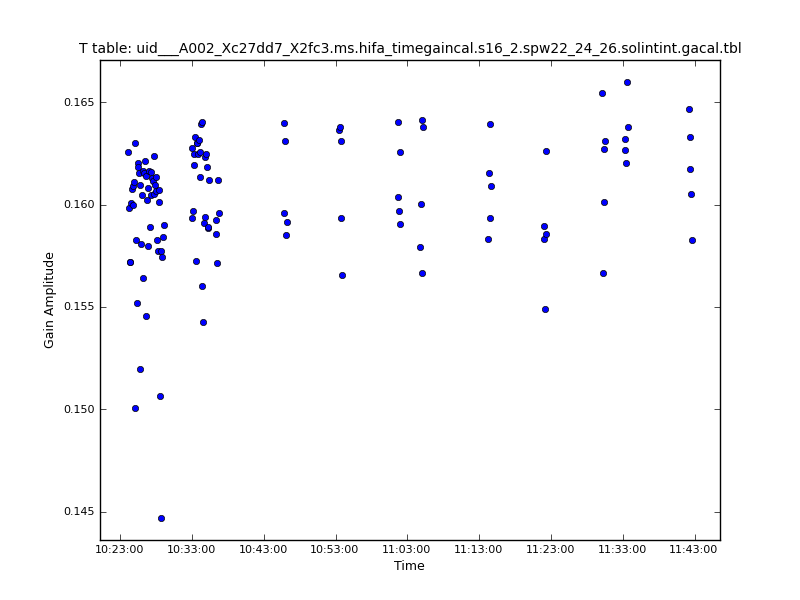 T table: uid___A002_Xc27dd7_X2fc3.ms.hifa_timegaincal.s16_2.spw22_24_26.solintint.gacal.tbl
0.165
0.160
0.155
0.150
0.145
Gain Amplitude
10:23:00 10:33:00 10:43:00 10:53:00 11:03:00 11:13:00 11:23:00 11:33:00 11:43:00
Time